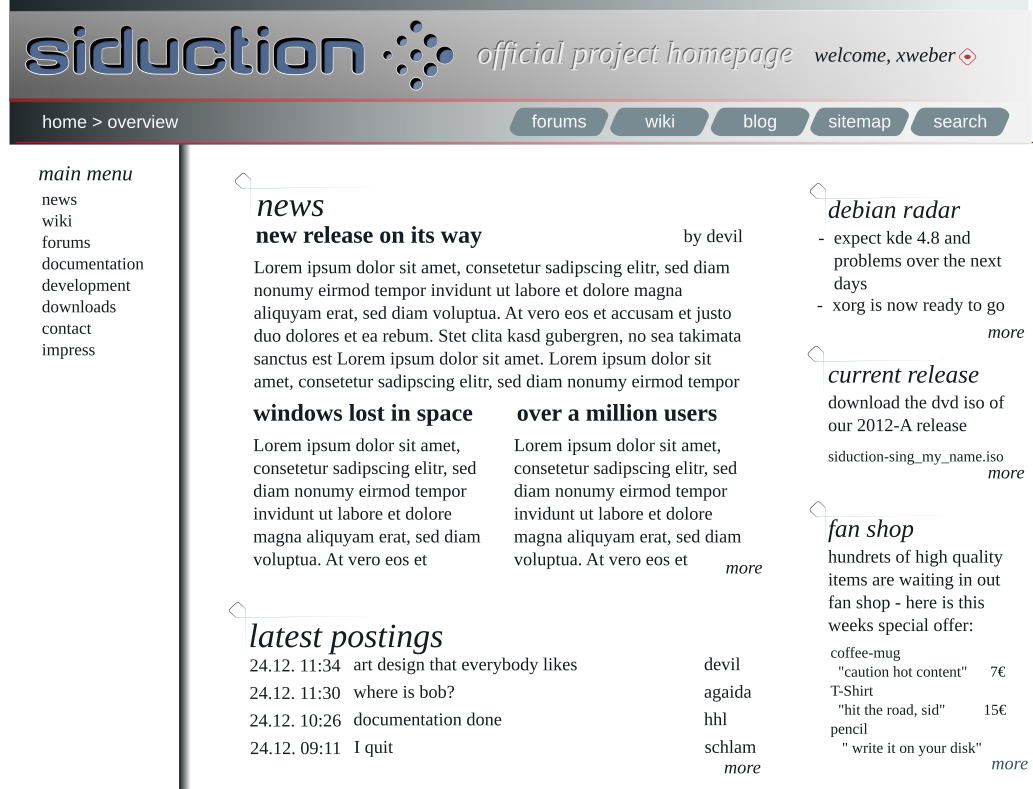 siduction official project homepage welcome, xweber
home > overview forums wiki blog sitemap search
main menu
news
wiki
forums
documentation
development
downloads
contact
impress
news
new release on its way by devil
Lorem ipsum dolor sit amet, consetetur sadipscing elitr, sed diam
nonumy eirmod tempor invidunt ut labore et dolore magna
aliquyam erat, sed diam voluptua. At vero eos et accusam et justo
duo dolores et ea rebum. Stet clita kasd gubergren, no sea takimata
sanctus est Lorem ipsum dolor sit amet. Lorem ipsum dolor sit
amet, consetetur sadipscing elitr, sed diam nonumy eirmod tempor
windows lost in space
Lorem ipsum dolor sit amet,
consetetur sadipscing elitr, sed
diam nonumy eirmod tempor
invidunt ut labore et dolore
magna aliquyam erat, sed diam
voluptua. At vero eos et
over a million users
Lorem ipsum dolor sit amet,
consetetur sadipscing elitr, sed
diam nonumy eirmod tempor
invidunt ut labore et dolore
magna aliquyam erat, sed diam
voluptua. At vero eos et
more
latest postings
24.12. 11:34 art design that everybody likes devil
24.12. 11:30 where is bob? agaida
24.12. 10:26 documentation done hhl
24.12. 09:11 I quit schlam
more
debian radar
- expect kde 4.8 and
problems over the next
days
- xorg is now ready to go
more
current release
download the dvd iso of
our 2012-A release
siduction-sing_my_name.iso
more
fan shop
hundrets of high quality
items are waiting in out
fan shop - here is this
weeks special offer:
coffee-mug
"caution hot content" 7€
T-Shirt
"hit the road, sid" 15€
pencil
" write it on your disk"
more